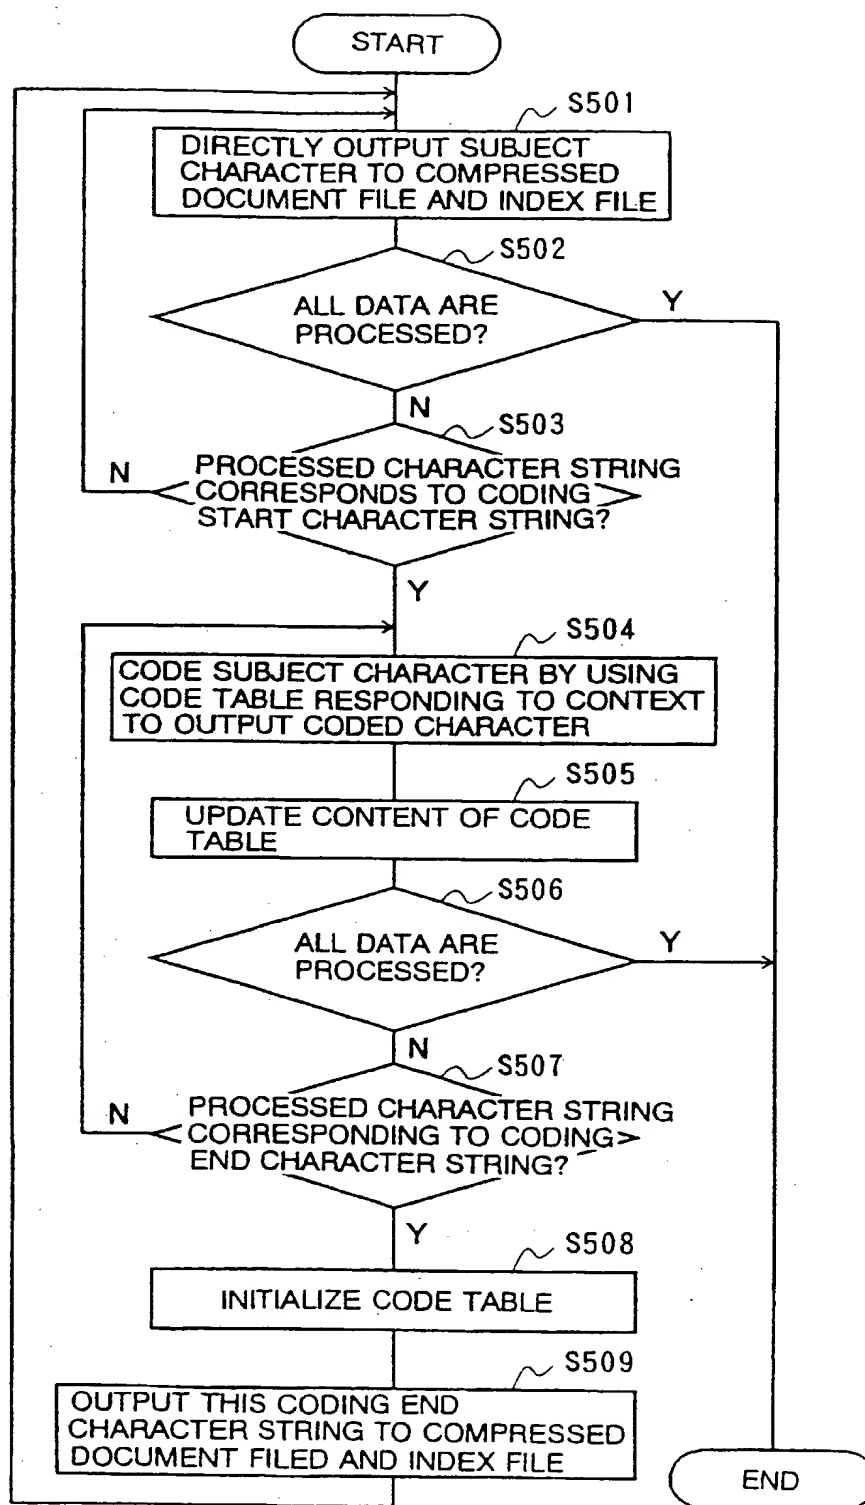 START
S501
DIRECTLY OUTPUT SUBJECT
CHARACTER TO COMPRESSED
DOCUMENT FILE AND INDEX FILE
S502
ALL DATA ARE
PROCESSED?
Y
N
S503
N
PROCESSED CHARACTER STRING
CORRESPONDS TO CODING
START CHARACTER STRING?
Y
S504
CODE SUBJECT CHARACTER BY USING
CODE TABLE RESPONDING TO CONTEXT
TO OUTPUT CODED CHARACTER
S505
UPDATE CONTENT OF CODE
TABLE
S506
ALL DATA ARE
PROCESSED?
Y
N
S507
N
PROCESSED CHARACTER STRING
CORRESPONDING TO CODING
END CHARACTER STRING?
Y
S508
INITIALIZE CODE TABLE
S509
OUTPUT THIS CODING END
CHARACTER STRING TO COMPRESSED
DOCUMENT FILED AND INDEX FILE
END